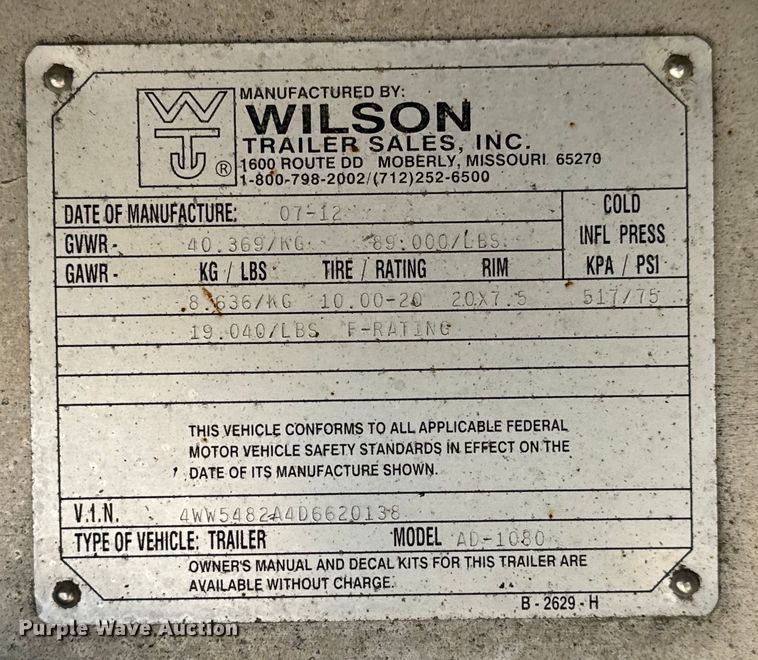 MANUFACTURED BY:
WTJ ® WILSON
TRAILER SALES, INC.
1600 ROUTE DD MOBERLY, MISSOURI 65270
1-800-798-2002/(712)252-6500
DATE OF MANUFACTURE: 07-12 COLD
GVWR - 40.369/KG 89.000/LBS. INFL PRESS
GAWR - KG / LBS TIRE / RATING RIM KPA / PSI
8.636/KG 10.00-20 20X7.5 517/75
19.040/LBS F-RATING
THIS VEHICLE CONFORMS TO ALL APPLICABLE FEDERAL
MOTOR VEHICLE SAFETY STANDARDS IN EFFECT ON THE
DATE OF ITS MANUFACTURE SHOWN.
V.I.N. 4WW5482A4D6620138
TYPE OF VEHICLE: TRAILER MODEL AD-1080
OWNER'S MANUAL AND DECAL KITS FOR THIS TRAILER ARE
AVAILABLE WITHOUT CHARGE.
B - 2629 - H
Purple Wave Auction